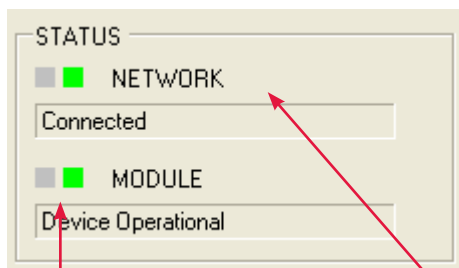 STATUS
NETWORK
Connected
MODULE
Device Operational